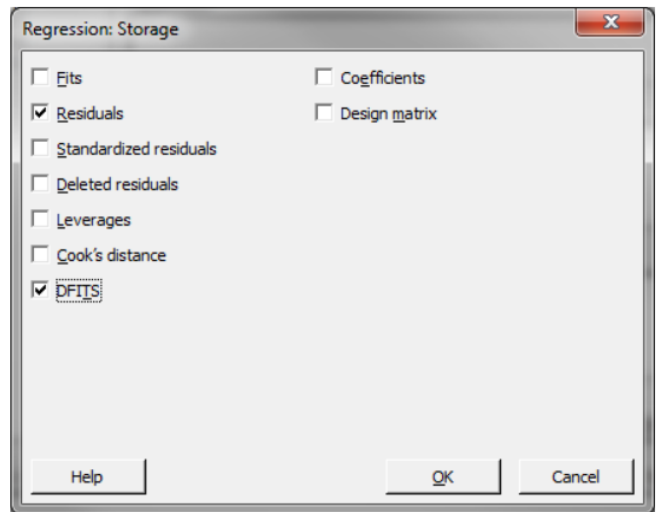 Regression: Storage
Fits
Residuals
Standardized residuals
Deleted residuals
Leverages
Cook's distance
DFITS
Coefficients
Design matrix
Help
OK
Cancel